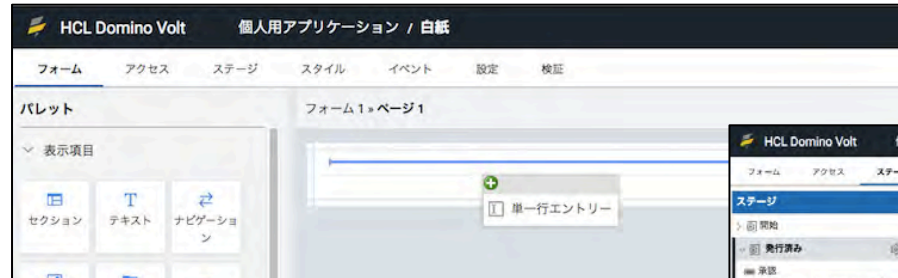 HCL Domino Volt 個人用アプリケーション / 白紙
フォーム アクセス ステージ スタイル イベント 設定 検証
パレット
フォーム 1 » ページ 1
表示項目
セクション
テキスト
ナビゲーション
単一行エントリー
HCL Domino Volt
フォーム アクセス ステー
ステージ
開始
発行済み
承認